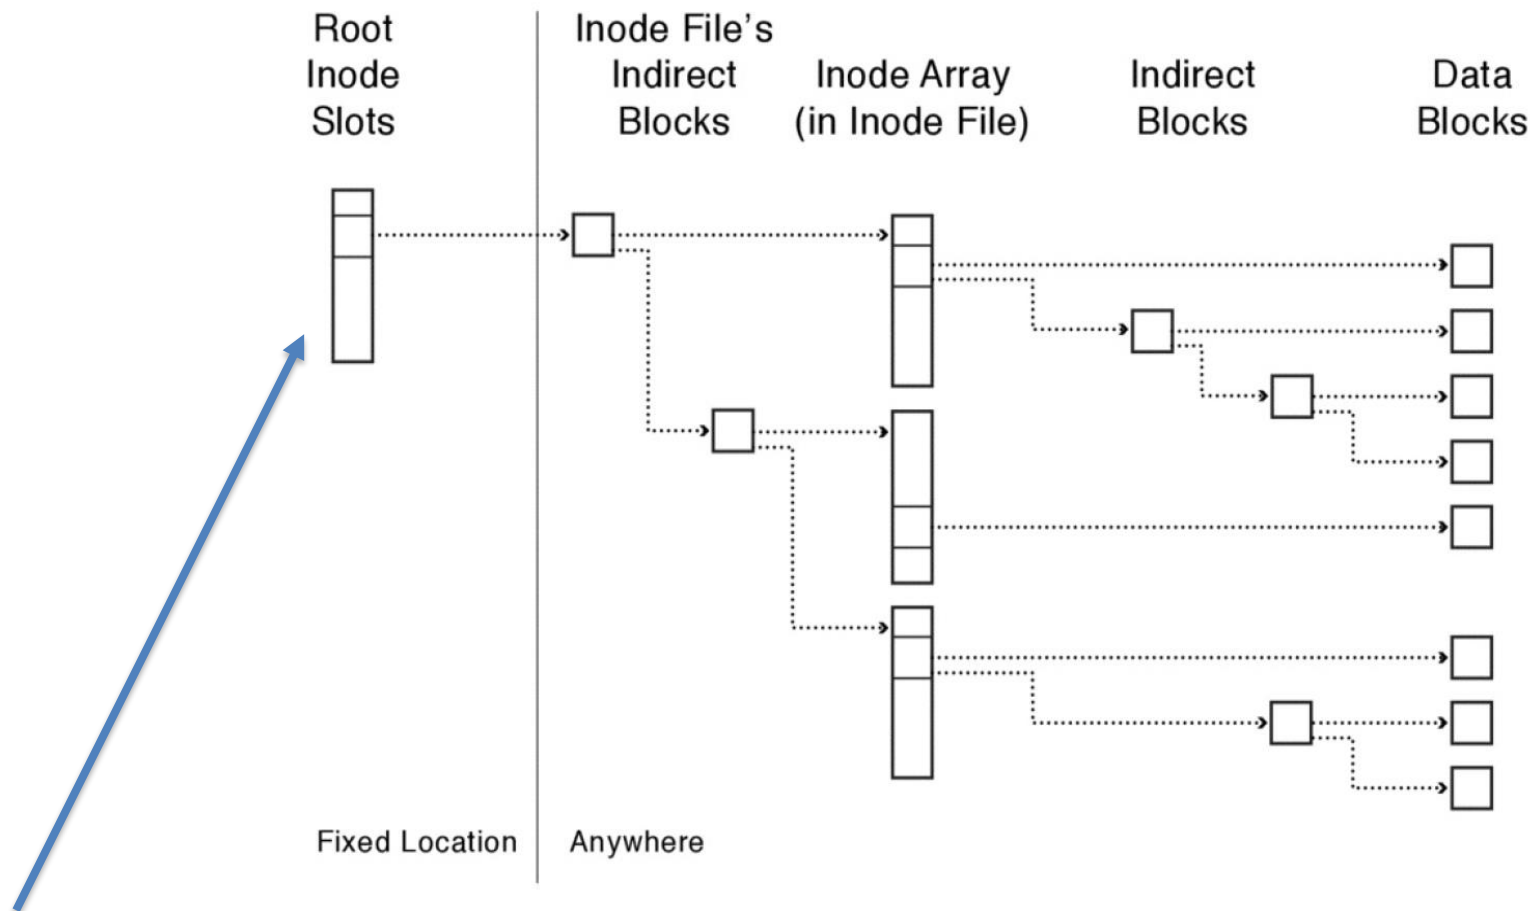 Root
Inode
Slots
Inode File's
Indirect
Blocks
Inode Array
(in Inode File)
Indirect
Blocks
Data
Blocks
Fixed Location
Anywhere